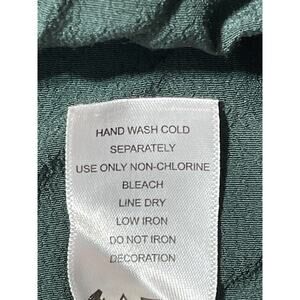 HAND WASH COLD
SEPARATELY
USE ONLY NON-CHLORINE
BLEACH
LINE DRY
LOW IRON
DO NOT IRON
DECORATION